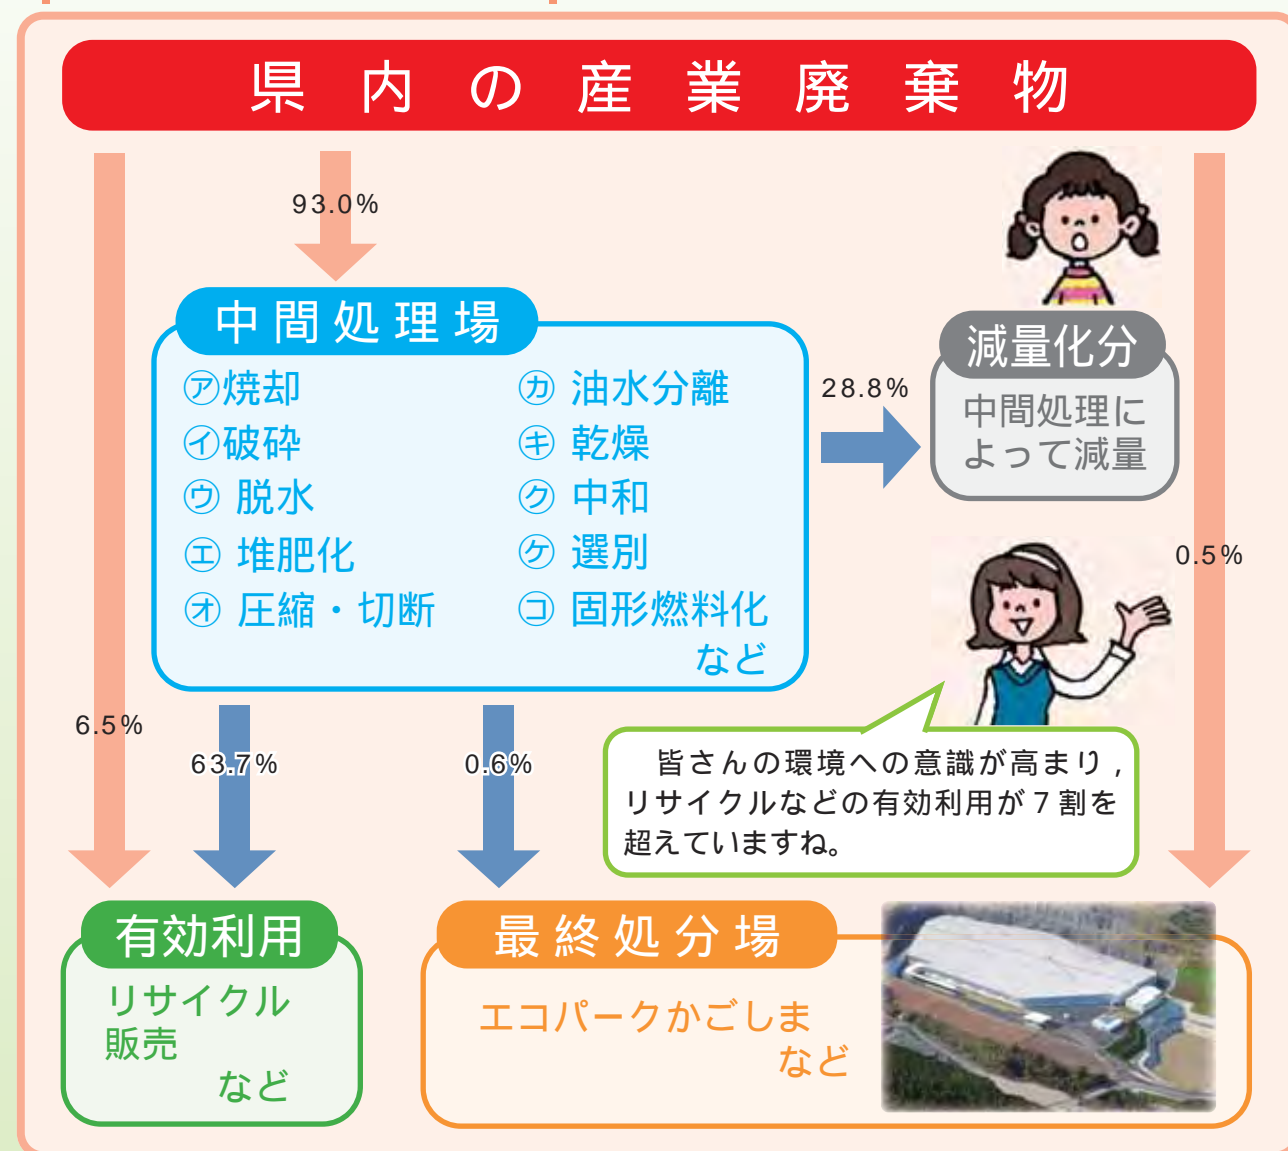 県内の産業廃棄物
93.0%
中間処理場
㋐焼却
㋑破砕
㋒ 脱水
㋓ 堆肥化
㋔ 圧縮・切断
㋕ 油水分離
㋖ 乾燥
㋗ 中和
㋘ 選別
㋙ 固形燃料化
など
28.8%
減量化分
中間処理に
よって減量
0.5%
6.5%
63.7%
0.6%
皆さんの環境への意識が高まり,
リサイクルなどの有効利用が7割を
超えていますね。
有効利用
リサイクル
販売
など
最終処分場
エコパークかごしま
など